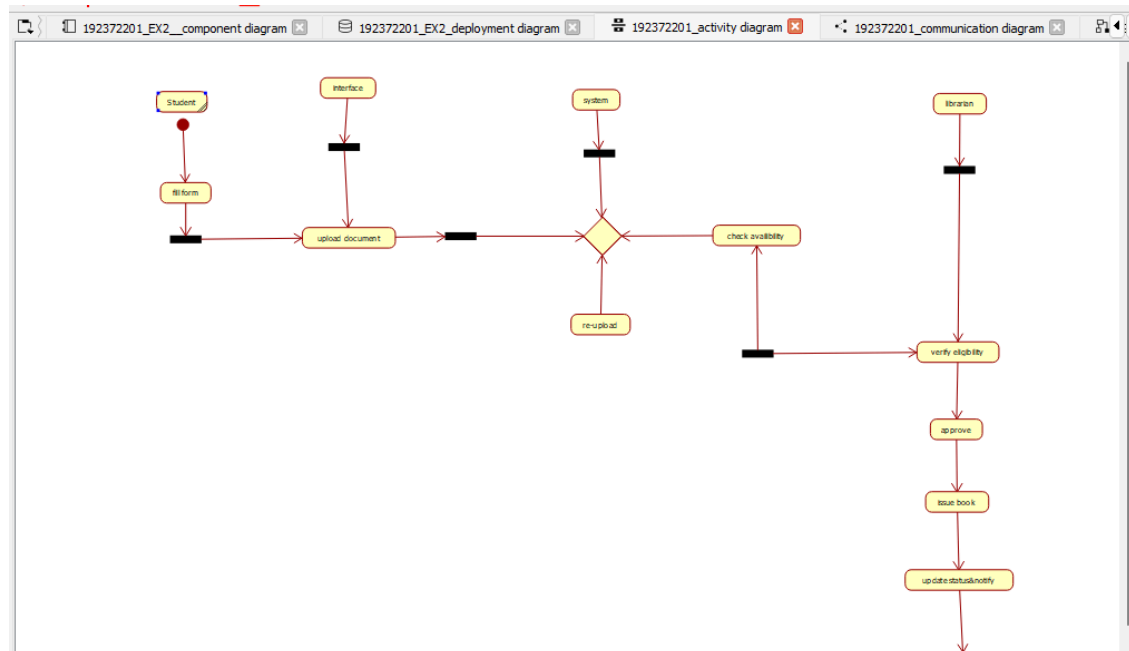 192372201_EX2__component diagram
192372201_EX2_deployment diagram
192372201_activity diagram
192372201_communication diagram
Student
interface
system
librarian
fill form
upload document
check availibility
re-upload
verify eligibility
approve
issue book
update status&notify